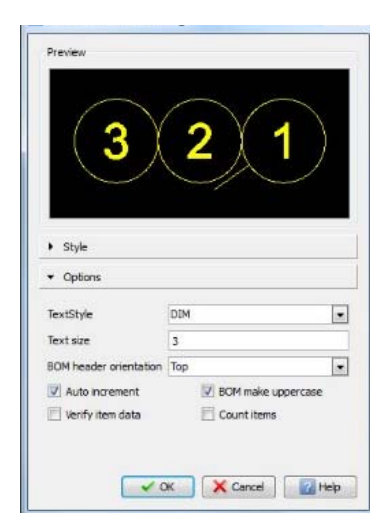 Preview
3 2 1
Style
Options
TextStyle DIM
Text size 3
BOM header orientation Top
Auto increment BOM make uppercase
Verify item data Count items
OK Cancel Help